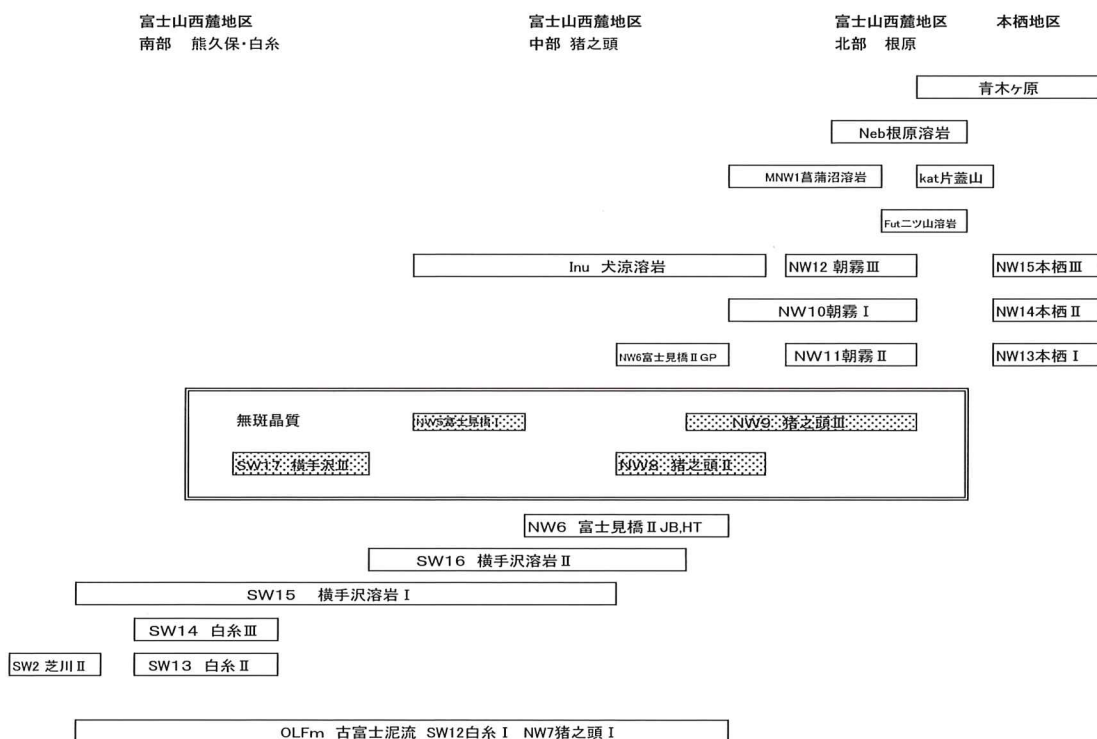 富士山西麓地区 富士山西麓地区 富士山西麓地区 本栖地区
南部 熊久保・白糸 中部 猪之頭 北部 根原
青木ヶ原
Neb根原溶岩
MNW1菖蒲沼溶岩 kat片蓋山
Fut二ツ山溶岩
Inu 犬涼溶岩 NW12 朝霧Ⅲ NW15本栖Ⅲ
NW10朝霧Ⅰ NW14本栖Ⅱ
NW6富士見橋ⅡGP NW11朝霧Ⅱ NW13本栖Ⅰ
無斑晶質 NW5富士見橋Ⅰ NW9 猪之頭Ⅲ
SW17 横手沢Ⅲ NW8 猪之頭Ⅱ
NW6 富士見橋ⅡJB,HT
SW16 横手沢溶岩Ⅱ
SW15 横手沢溶岩Ⅰ
SW14 白糸Ⅲ
SW2 芝川Ⅱ SW13 白糸Ⅱ
OLFm 古富士泥流 SW12白糸Ⅰ NW7猪之頭Ⅰ